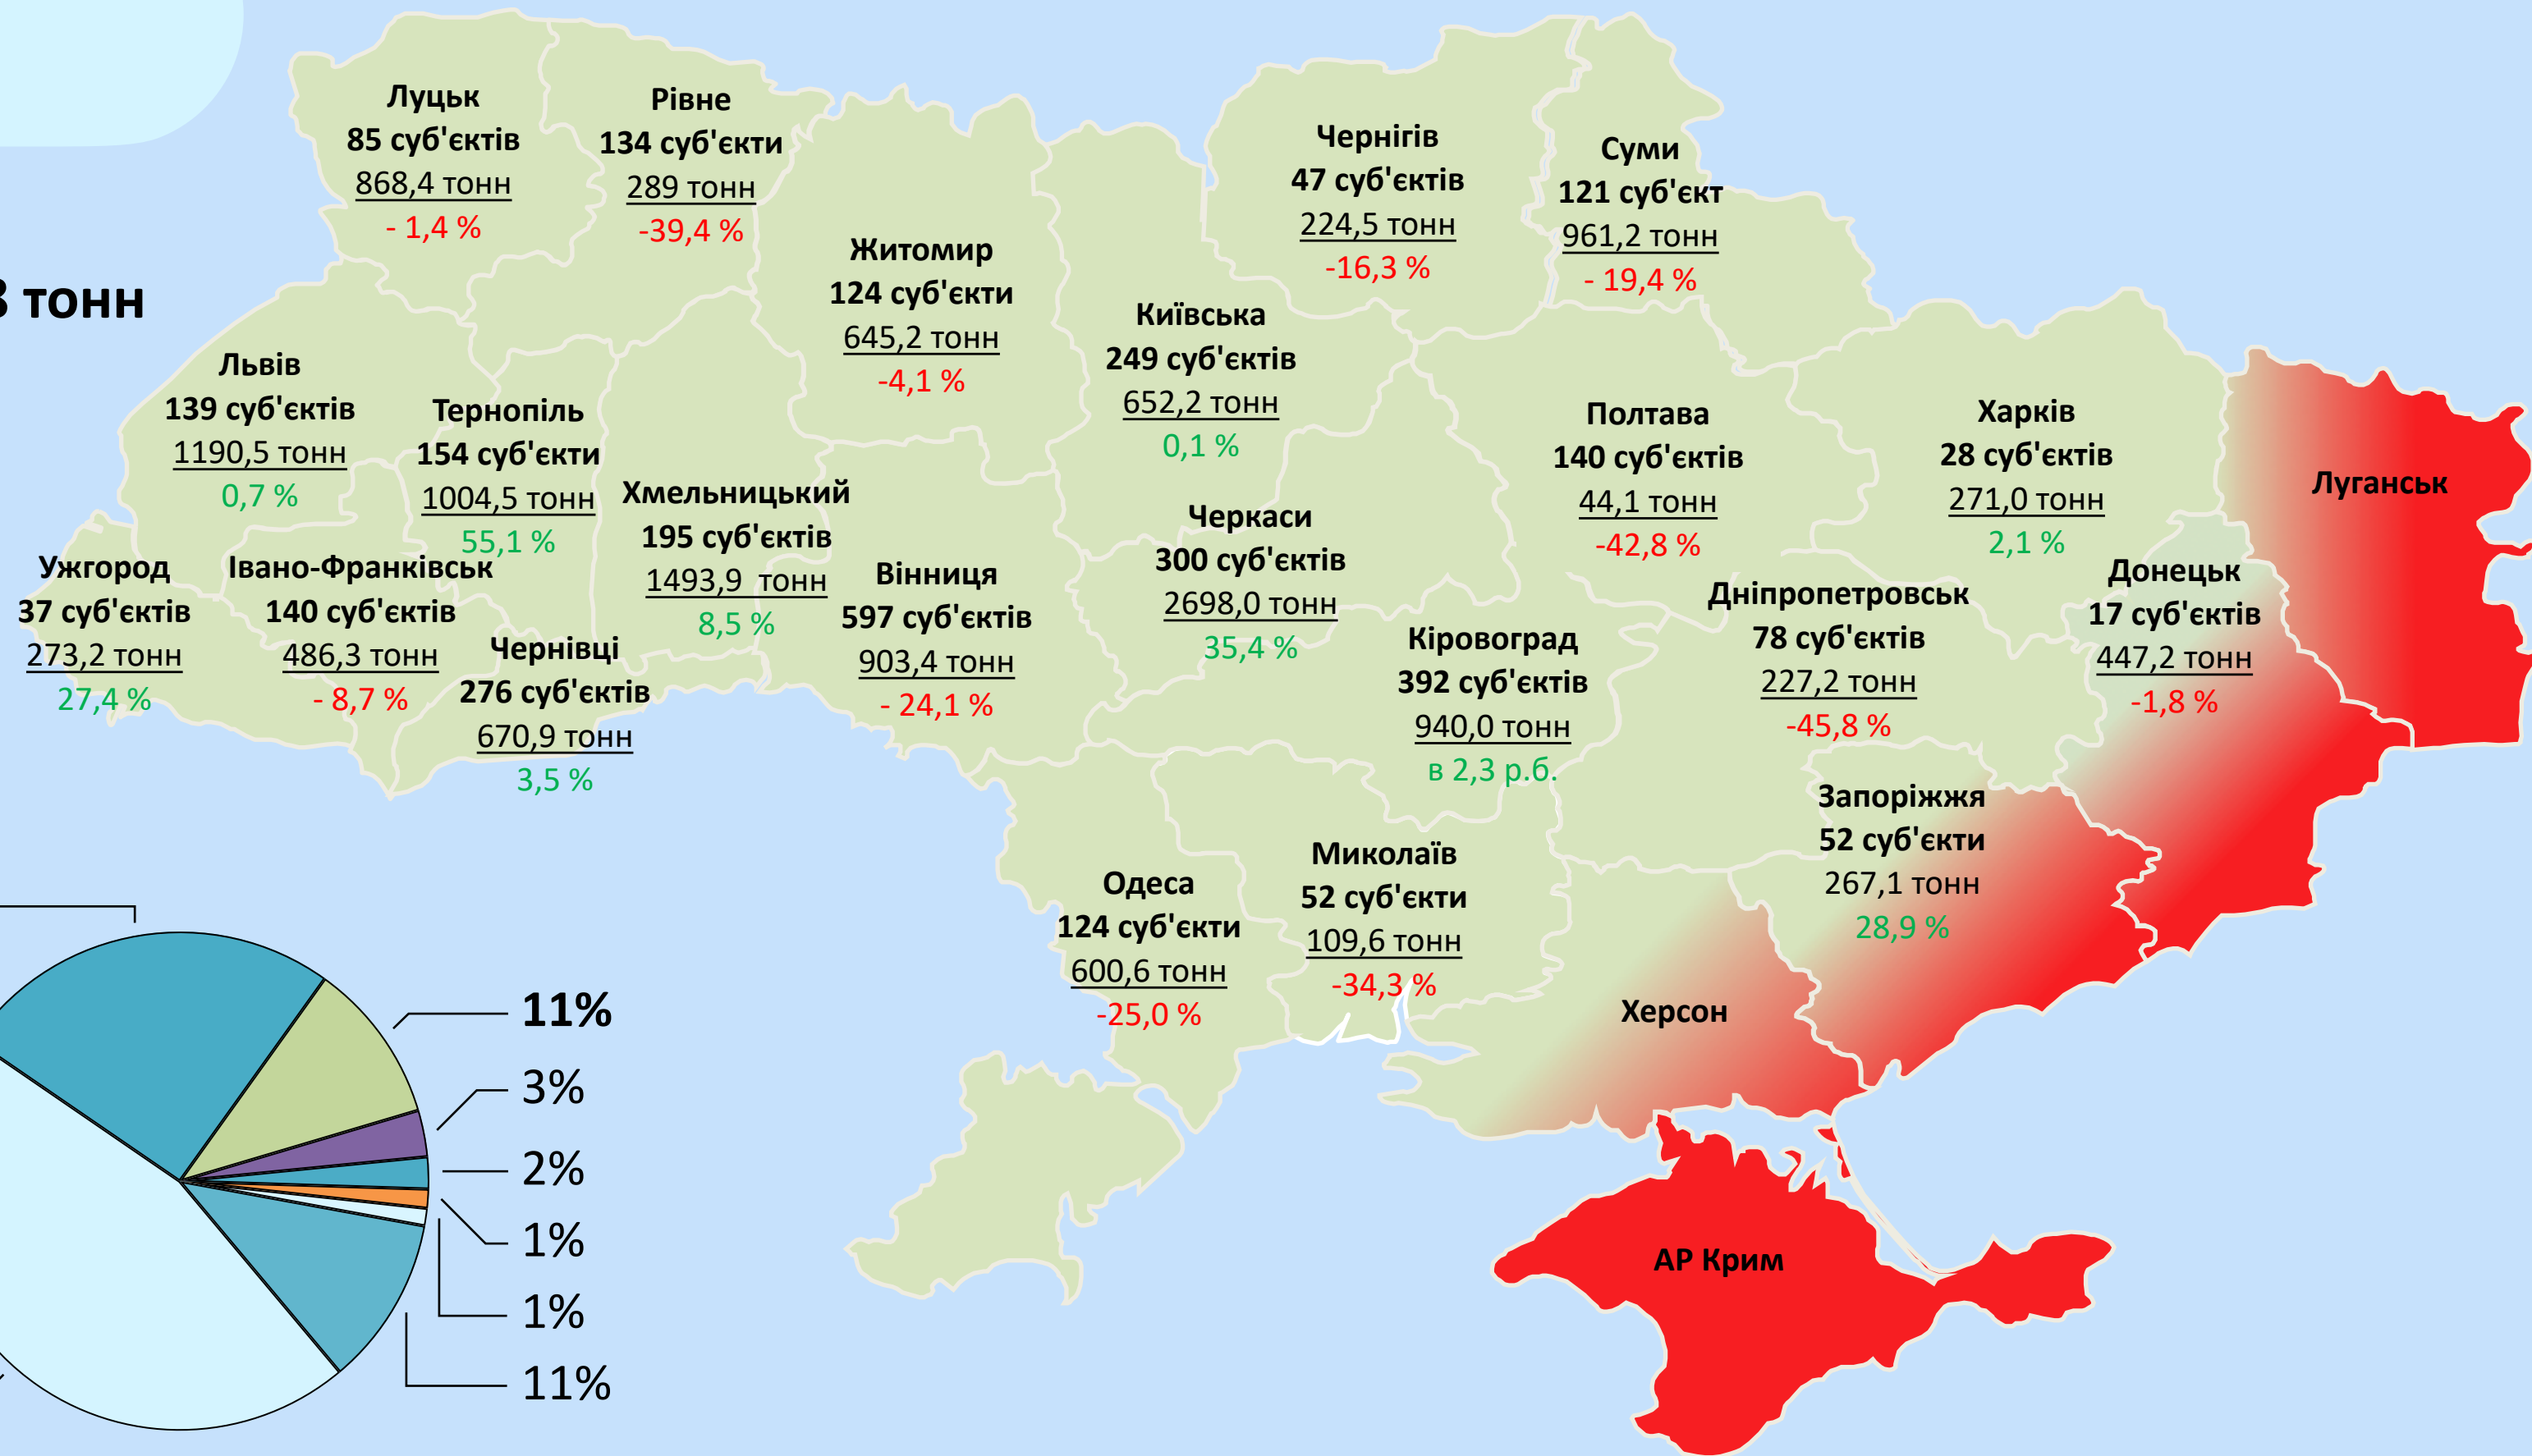 Луцьк
85 суб'єктів
868,4 тонн
- 1,4 %
Рівне
134 суб'єкти
289 тонн
-39,4 %
Житомир
124 суб'єкти
645,2 тонн
-4,1 %
Київська
249 суб'єктів
652,2 тонн
0,1 %
Чернігів
47 суб'єктів
224,5 тонн
-16,3 %
Суми
121 суб'єкт
961,2 тонн
- 19,4 %
тонн
Львів
139 суб'єктів
1190,5 тонн
0,7 %
Тернопіль
154 суб'єкти
1004,5 тонн
55,1 %
Хмельницький
195 суб'єктів
1493,9 тонн
8,5 %
Вінниця
597 суб'єктів
903,4 тонн
- 24,1 %
Черкаси
300 суб'єктів
2698,0 тонн
35,4 %
Полтава
140 суб'єктів
44,1 тонн
-42,8 %
Харків
28 суб'єктів
271,0 тонн
2,1 %
Луганськ
Ужгород
37 суб'єктів
273,2 тонн
27,4 %
Івано-Франківськ
140 суб'єктів
486,3 тонн
- 8,7 %
Чернівці
276 суб'єктів
670,9 тонн
3,5 %
Кіровоград
392 суб'єктів
940,0 тонн
в 2,3 р.б.
Дніпропетровськ
78 суб'єктів
227,2 тонн
-45,8 %
Донецьк
17 суб'єктів
447,2 тонн
-1,8 %
Запоріжжя
52 суб'єкти
267,1 тонн
28,9 %
Одеса
124 суб'єкти
600,6 тонн
-25,0 %
Миколаїв
52 суб'єкти
109,6 тонн
-34,3 %
Херсон
АР Крим
11%
3%
2%
1%
1%
11%